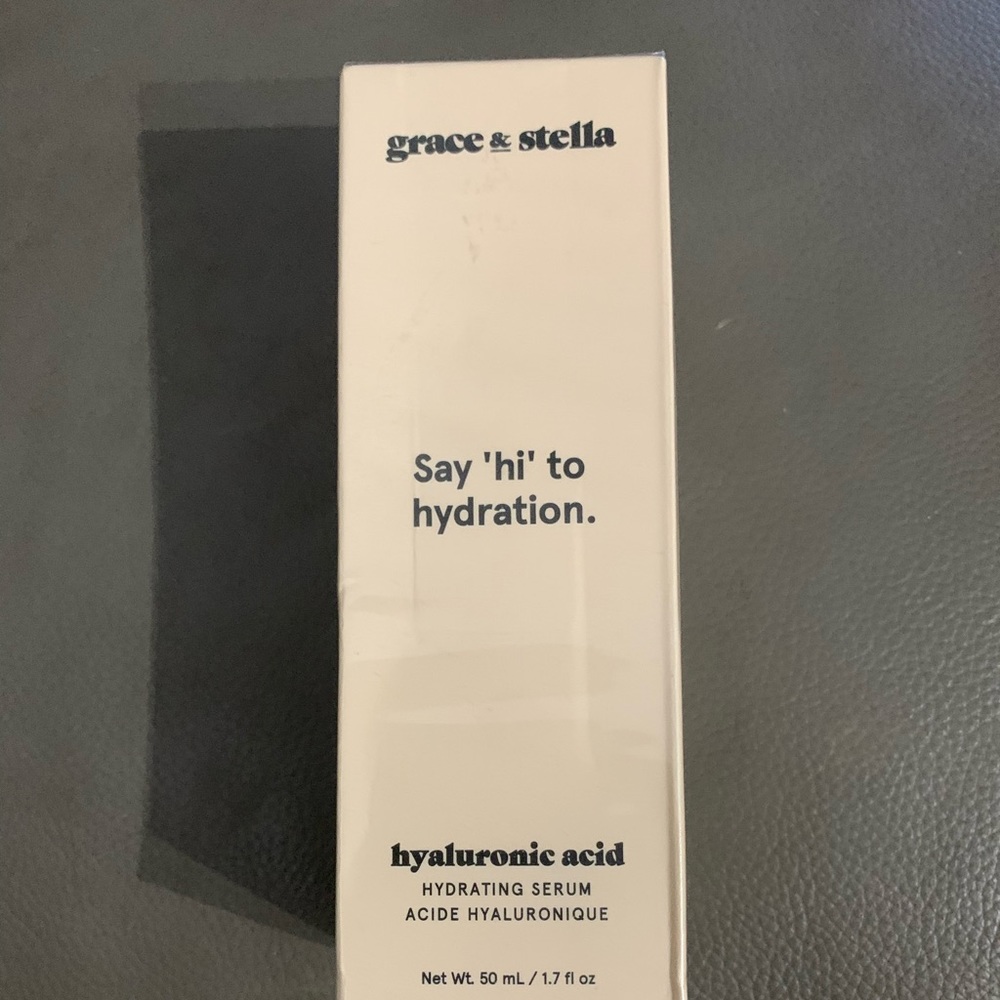 grace & stella
Say 'hi' to
hydration.
hyaluronic acid
HYDRATING SERUM
ACIDE HYALURONIQUE
Net Wt. 50 mL / 1.7 fl oz